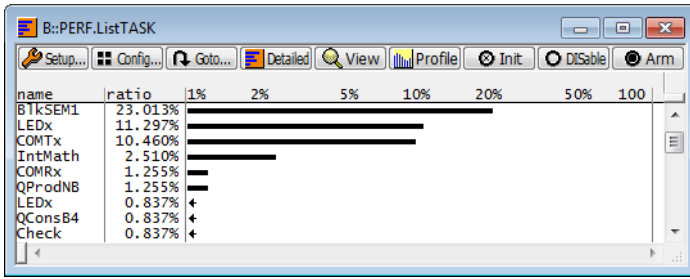 B::PERF.ListTASK
Setup... Config... Goto... Detailed View Profile Init DISable Arm
name ratio 1% 2% 5% 10% 20% 50% 100
BlkSEM1 23.013%
LEDx 11.297%
COMTx 10.460%
IntMath 2.510%
COMRx 1.255%
QProdNB 1.255%
LEDx 0.837%
QConsB4 0.837%
Check 0.837%